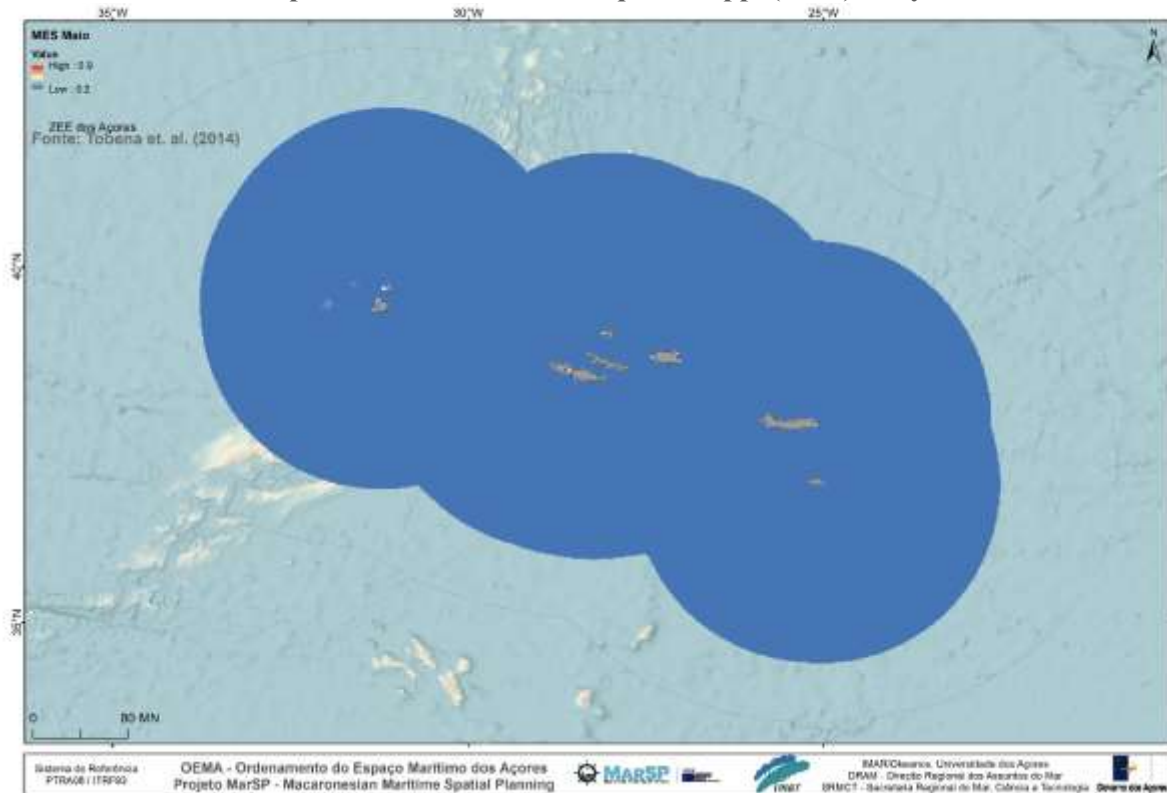 35°W
30°W
25°W
MES Maio
Value
High : 0.9
Low : 0.2
ZEE dos Açores
Fonte: Tobena et. al. (2014)
N
40°N
35°N
0 80 MN
Sistema de Referência
PTRA08 / ITRF93
OEMA - Ordenamento do Espaço Marítimo dos Açores
Projeto MarSP - Macaronesian Maritime Spatial Planning
MARSP
IMAR/Okeanos, Universidade dos Açores
DRAM - Direção Regional dos Assuntos do Mar
SRMCT - Secretaria Regional do Mar, Ciência e Tecnologia
Governo dos Açores